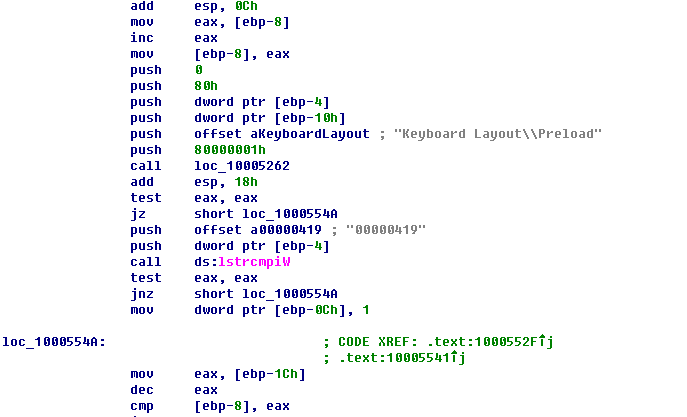 add esp, 0Ch
mov eax, [ebp-8]
inc eax
mov [ebp-8], eax
push 0
push 80h
push dword ptr [ebp-4]
push dword ptr [ebp-10h]
push offset aKeyboardLayout ; "Keyboard Layout\\Preload"
push 80000001h
call loc_10005262
add esp, 18h
test eax, eax
jz short loc_1000554A
push offset a00000419 ; "00000419"
push dword ptr [ebp-4]
call ds:lstrcmpiW
test eax, eax
jnz short loc_1000554A
mov dword ptr [ebp-0Ch], 1
loc_1000554A: ; CODE XREF: .text:1000552F↑j
; .text:10005541↑j
mov eax, [ebp-1Ch]
dec eax
cmp [ebp-8], eax